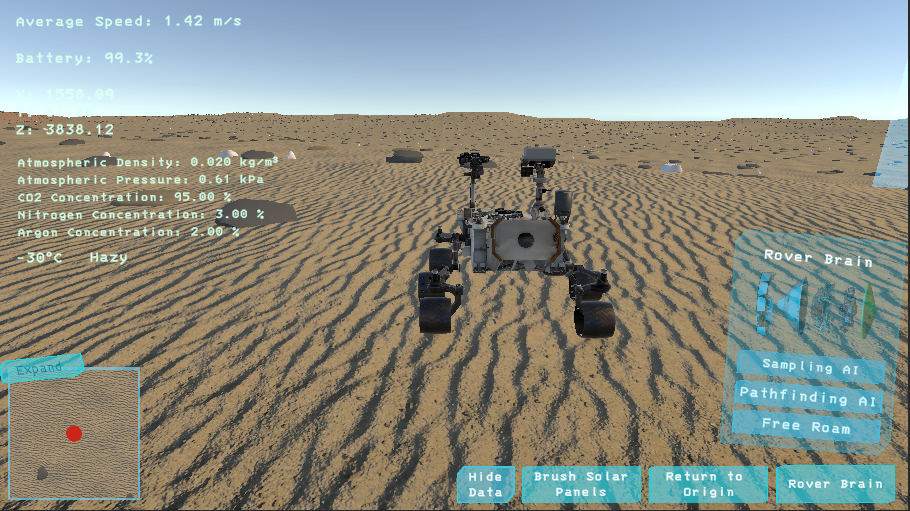 Average Speed: 1.42 m/s
Battery: 99.3%
X: 1550.09
Z: 3838.12
Atmospheric Density: 0.020 kg/m³
Atmospheric Pressure: 0.61 kPa
CO2 Concentration: 95.00 %
Nitrogen Concentration: 3.00 %
Argon Concentration: 2.00 %
-30°C Hazy
Expand
Rover Brain
Sampling AI
Pathfinding AI
Free Roam
Hide
Data
Brush Solar
Panels
Return to
Origin
Rover Brain